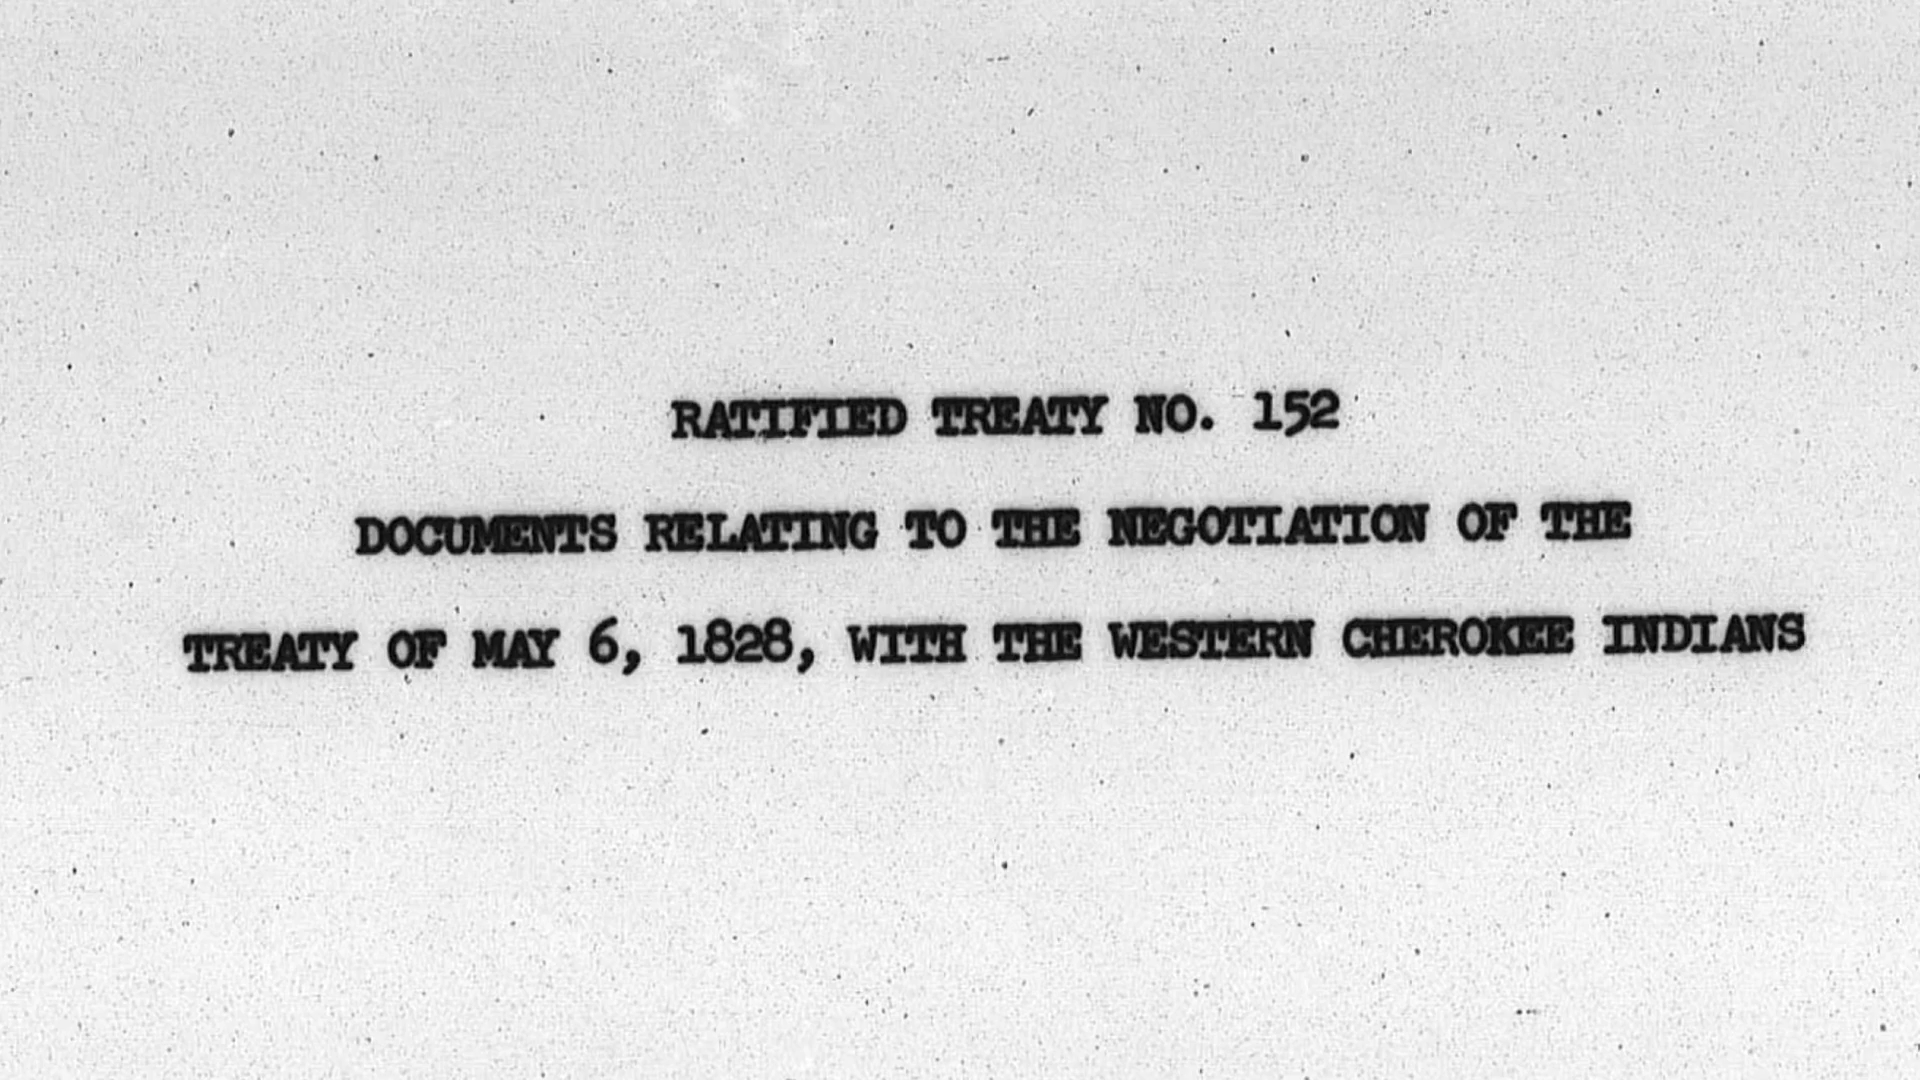 RATIFIED TREATY NO. 152
DOCUMENTS RELATING TO THE NEGOTIATION OF THE
TREATY OF MAY 6, 1828, WITH THE WESTERN CHEROKEE INDIANS